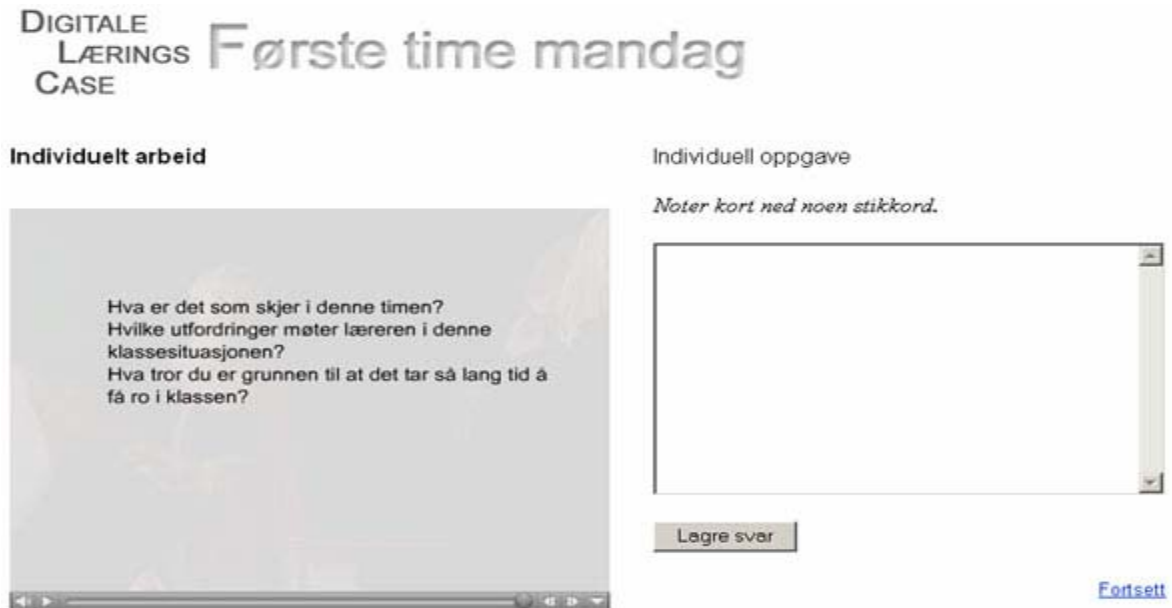 DIGITALE
LÆRINGS
CASE
Første time mandag
Individuelt arbeid
Hva er det som skjer i denne timen?
Hvilke utfordringer møter læreren i denne
klassesituasjonen?
Hva tror du er grunnen til at det tar så lang tid å
få ro i klassen?
Individuell oppgave
Noter kort ned noen stikkord.
Lagre svar
Fortsett